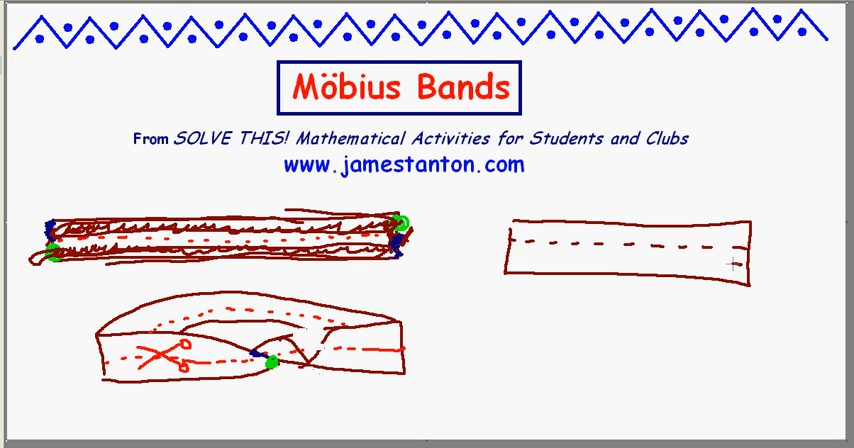 Möbius Bands
From SOLVE THIS! Mathematical Activities for Students and Clubs
www.jamestanton.com